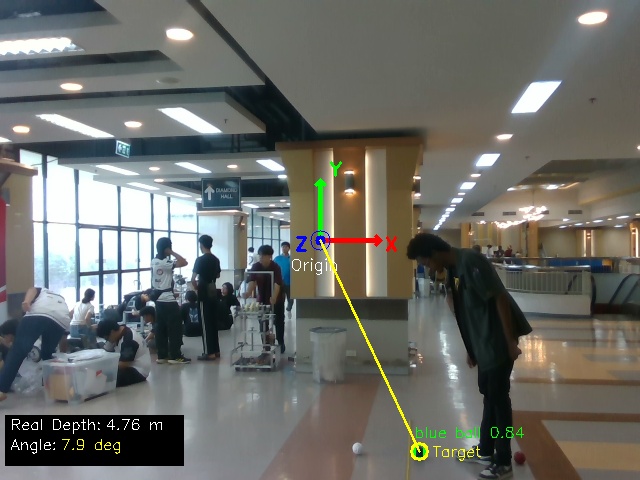 DIAMOND
HALL
Y
Z
X
Origin
Real Depth: 4.76 m
Angle: 7.9 deg
blue ball 0.84
Target